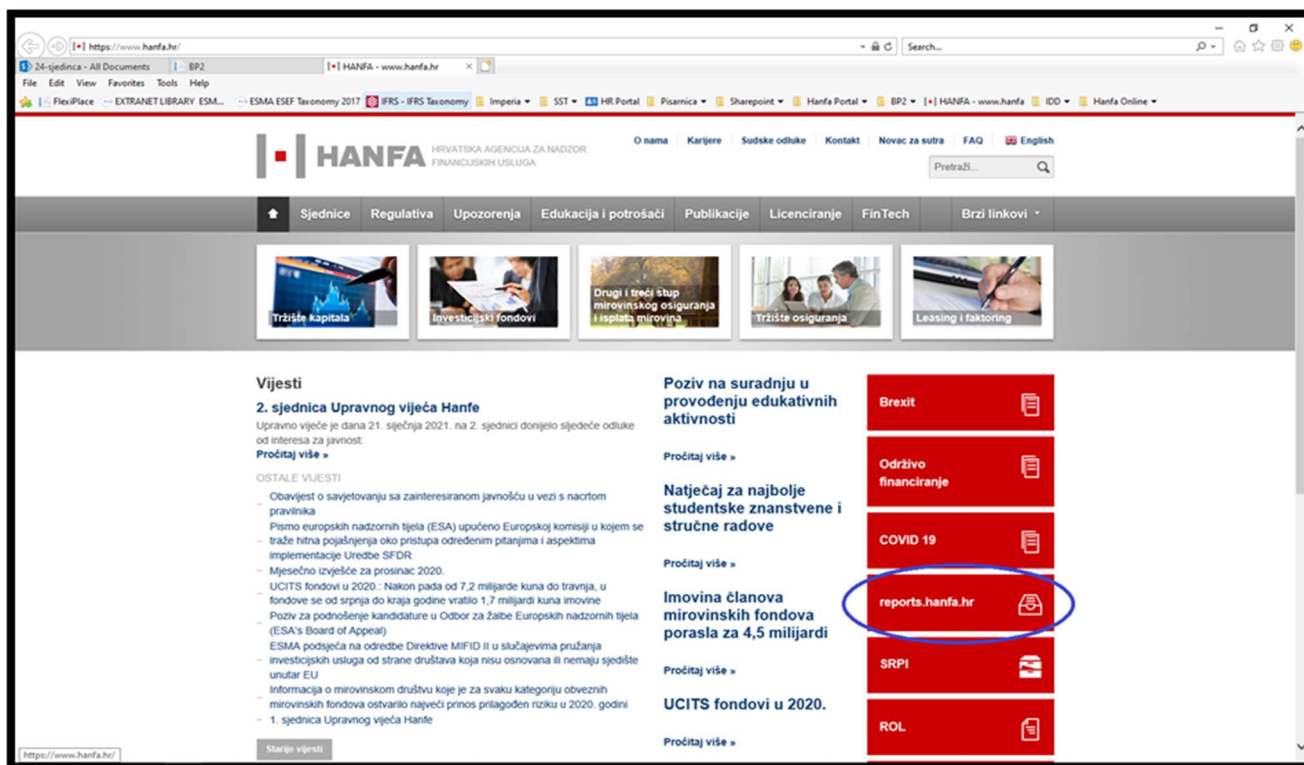 https://www.hanfa.hr/
Search...
24-sjedinca - All Documents
BP2
HANFA - www.hanfa.hr
File Edit View Favorites Tools Help
FlexiPlace
EXTRANET LIBRARY ESM...
ESMA ESEF Taxonomy 2017
IFRS - IFRS Taxonomy
Imperia
SST
HR Portal
Pisarnica
Sharepoint
Hanfa Portal
BP2
HANFA - www.hanfa
IDD
Hanfa Online
O nama
Karijere
Sudske odluke
Kontakt
Novac za sutra
FAQ
English
HANFA
HRVATSKA AGENCIJA ZA NADZOR
FINANCIJSKIH USLUGA
Pretraži...
Sjednice
Regulativa
Upozorenja
Edukacija i potrošači
Publikacije
Licenciranje
FinTech
Brzi linkovi
Tržište kapitala
Investicijski fondovi
Drugi i treći stup
mirovinskog osiguranja
i isplata mirovina
Tržište osiguranja
Leasing i faktoring
Vijesti
2. sjednica Upravnog vijeća Hanfe
Upravno vijeće je dana 21. siječnja 2021. na 2. sjednici donijelo sljedeće odluke
od interesa za javnost:
Pročitaj više »
OSTALE VIJESTI
Obavijest o savjetovanju sa zainteresiranom javnošću u vezi s nacrtom
pravilnika
Pismo europskih nadzornih tijela (ESA) upućeno Europskoj komisiji u kojem se
traže hitna pojašnjenja oko pristupa određenim pitanjima i aspektima
implementacije Uredbe SFDR
Mjesečno izvješće za prosinac 2020.
UCITS fondovi u 2020.: Nakon pada od 7,2 milijarde kuna do travnja, u
fondove se od srpnja do kraja godine vratilo 1,7 milijardi kuna imovine
Poziv za podnošenje kandidature u Odbor za žalbe Europskih nadzornih tijela
(ESA's Board of Appeal)
ESMA podsjeća na odredbe Direktive MIFID II u slučajevima pružanja
investicijskih usluga od strane društava koja nisu osnovana ili nemaju sjedište
unutar EU
Informacija o mirovinskom društvu koje je za svaku kategoriju obveznih
mirovinskih fondova ostvarilo najveći prinos prilagođen riziku u 2020. godini
1. sjednica Upravnog vijeća Hanfe
Starije vijesti
Poziv na suradnju u
provođenju edukativnih
aktivnosti
Pročitaj više »
Natječaj za najbolje
studentske znanstvene i
stručne radove
Pročitaj više »
Imovina članova
mirovinskih fondova
porasla za 4,5 milijardi
Pročitaj više »
UCITS fondovi u 2020.
Pročitaj više »
Brexit
Održivo
financiranje
COVID 19
reports.hanfa.hr
SRPI
ROL
https://www.hanfa.hr/